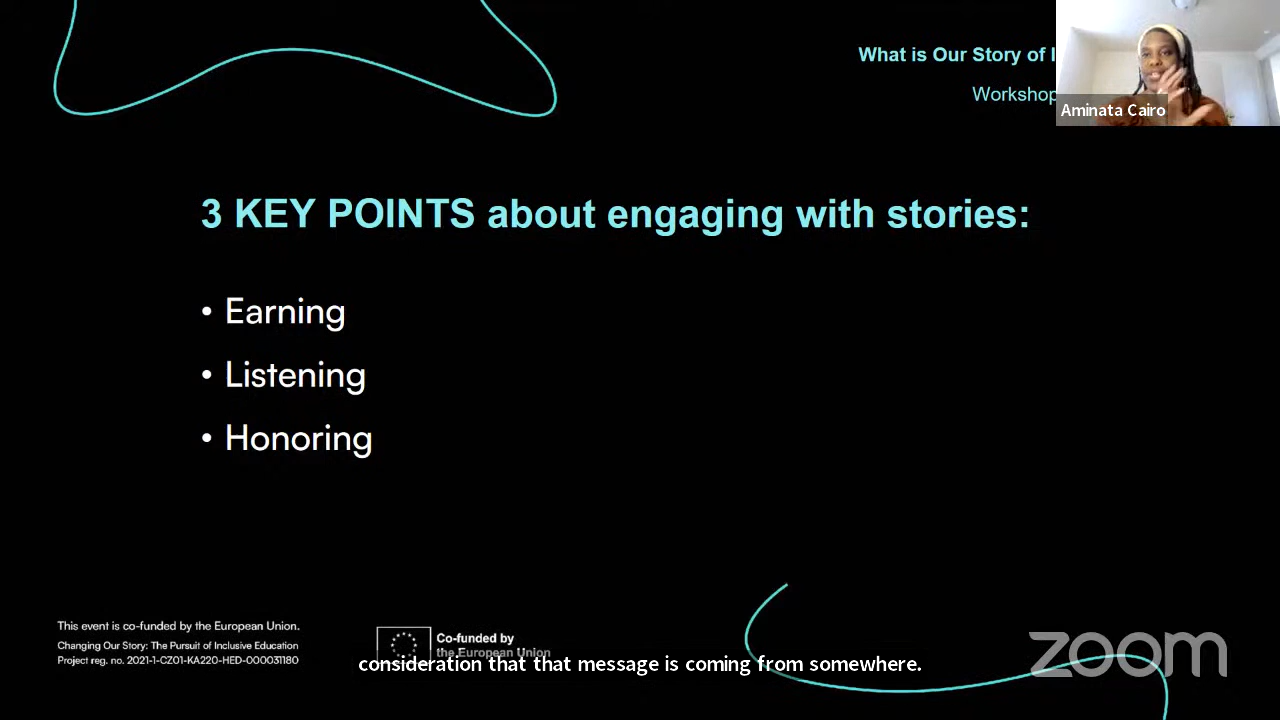 What is Our Story of
Workshop
Aminata Cairo
3 KEY POINTS about engaging with stories:
• Earning
• Listening
• Honoring
This event is co-funded by the European Union.
Changing Our Story: The Pursuit of Inclusive Education
Project reg. no. 2021-1-CZ01-KA220-HED-000031180
Co-funded by
the European Union
consideration that that message is coming from somewhere.
zoom